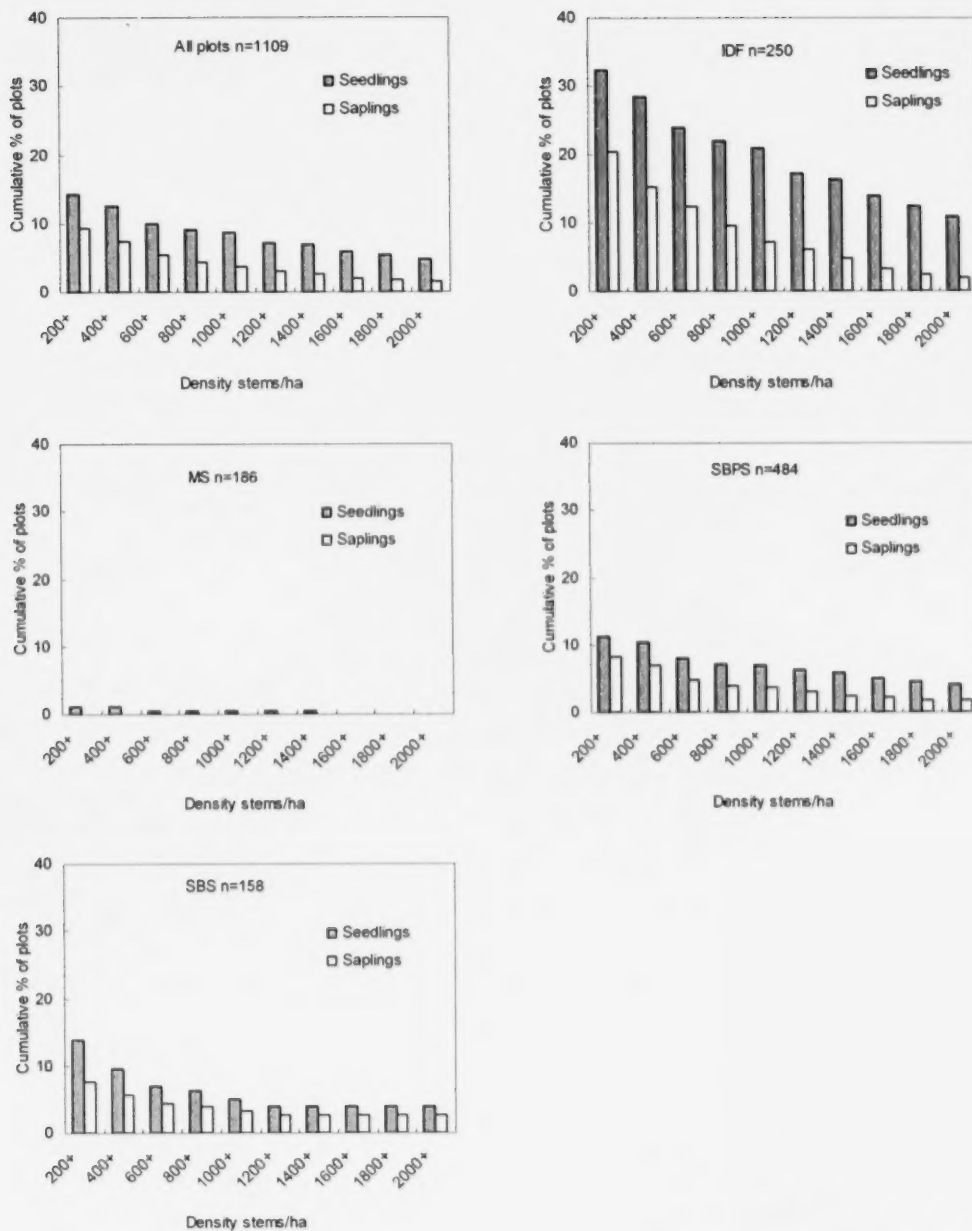 All plots n=1109
Seedlings
Saplings
Cumulative % of plots
40
30
20
10
0
200+ 400+ 600+ 800+ 1000+ 1200+ 1400+ 1600+ 1800+ 2000+
Density stems/ha
IDF n=250
Seedlings
Saplings
Cumulative % of plots
40
30
20
10
0
200+ 400+ 600+ 800+ 1000+ 1200+ 1400+ 1600+ 1800+ 2000+
Density stems/ha
MS n=186
Seedlings
Saplings
Cumulative % of plots
40
30
20
10
0
200+ 400+ 600+ 800+ 1000+ 1200+ 1400+ 1600+ 1800+ 2000+
Density stems/ha
SBPS n=484
Seedlings
Saplings
Cumulative % of plots
40
30
20
10
0
200+ 400+ 600+ 800+ 1000+ 1200+ 1400+ 1600+ 1800+ 2000+
Density stems/ha
SBS n=158
Seedlings
Saplings
Cumulative % of plots
40
30
20
10
0
200+ 400+ 600+ 800+ 1000+ 1200+ 1400+ 1600+ 1800+ 2000+
Density stems/ha